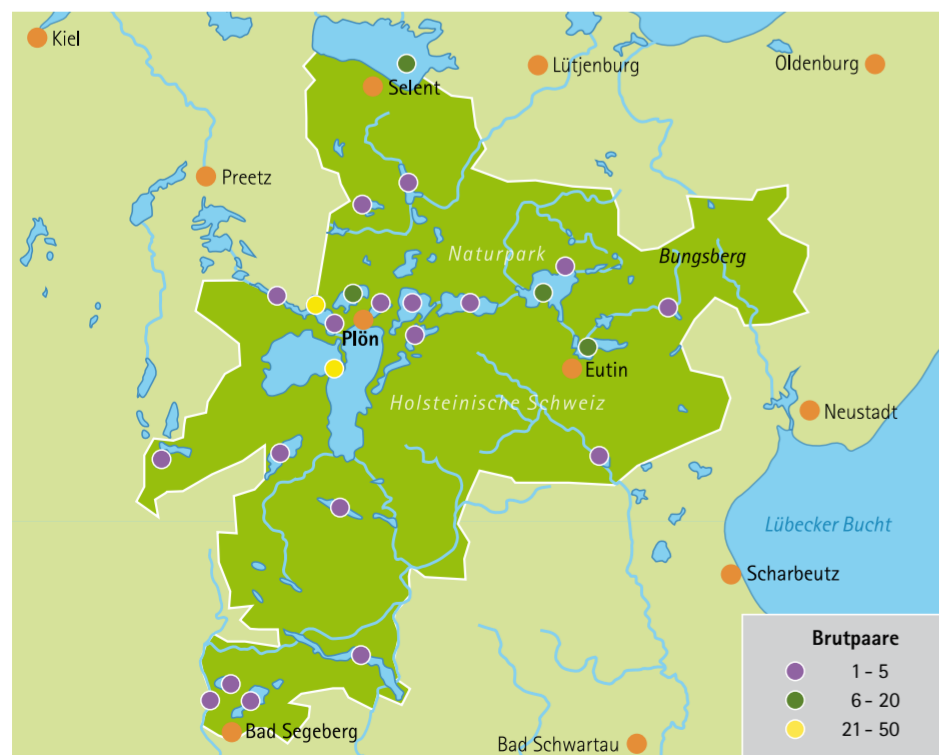 Kiel
Lütjenburg
Oldenburg
Selent
Preetz
Naturpark
Bungsberg
Plön
Eutin
Holsteinische Schweiz
Neustadt
Lübecker Bucht
Scharbeutz
Brutpaare
1 - 5
6 - 20
21 - 50
Bad Segeberg
Bad Schwartau